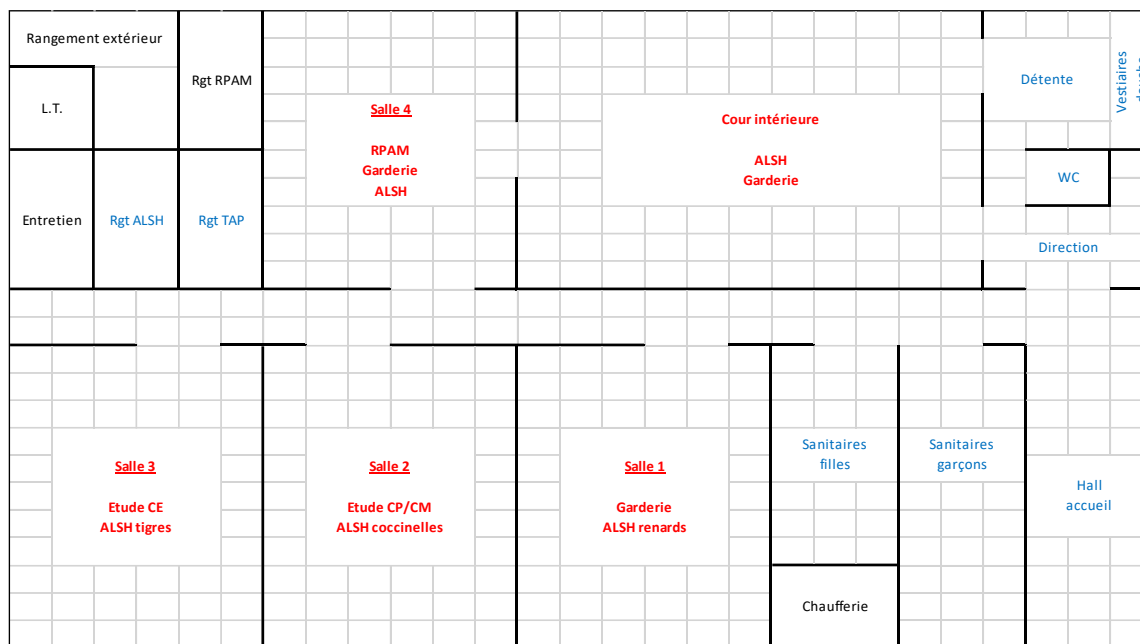 Rangement extérieur
Rgt RPAM
L.T.
Salle 4
RPAM
Garderie
ALSH
Cour intérieure
ALSH
Garderie
Détente
Vestiaires
WC
Entretien
Rgt ALSH
Rgt TAP
Direction
Salle 3
Etude CE
ALSH tigres
Salle 2
Etude CP/CM
ALSH coccinelles
Salle 1
Garderie
ALSH renards
Sanitaires
filles
Sanitaires
garçons
Hall
accueil
Chaufferie